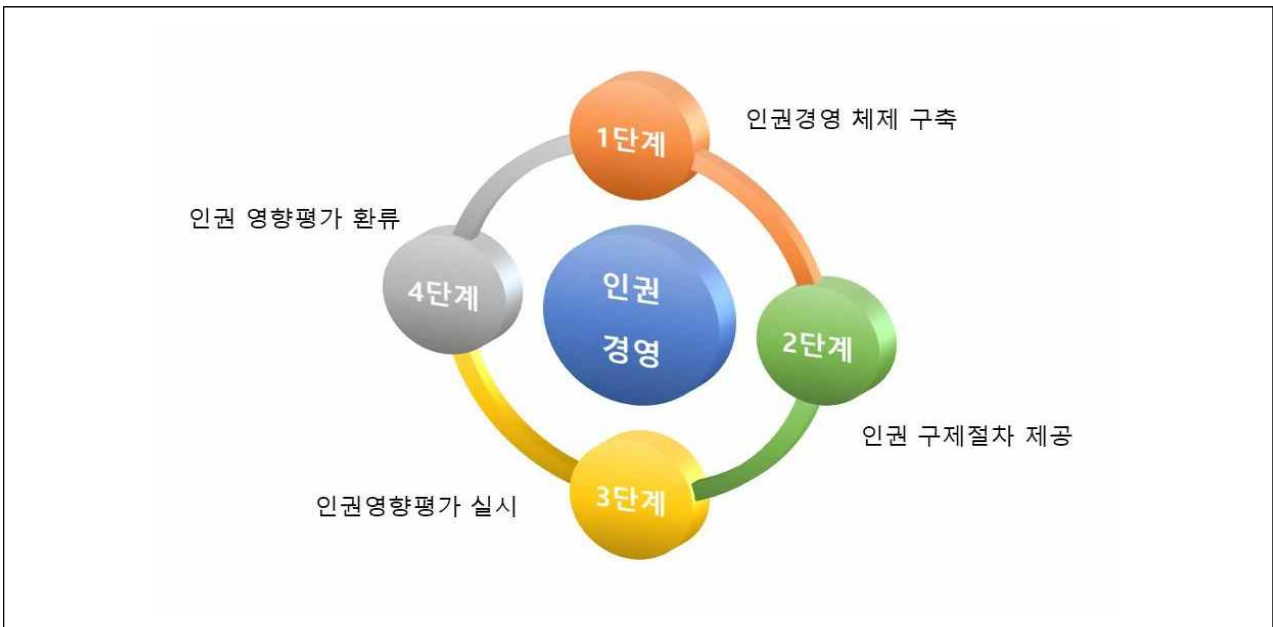 1단계
인권경영 체제 구축
인권 영향평가 환류
4단계
인권
경영
2단계
인권 구제절차 제공
인권영향평가 실시
3단계